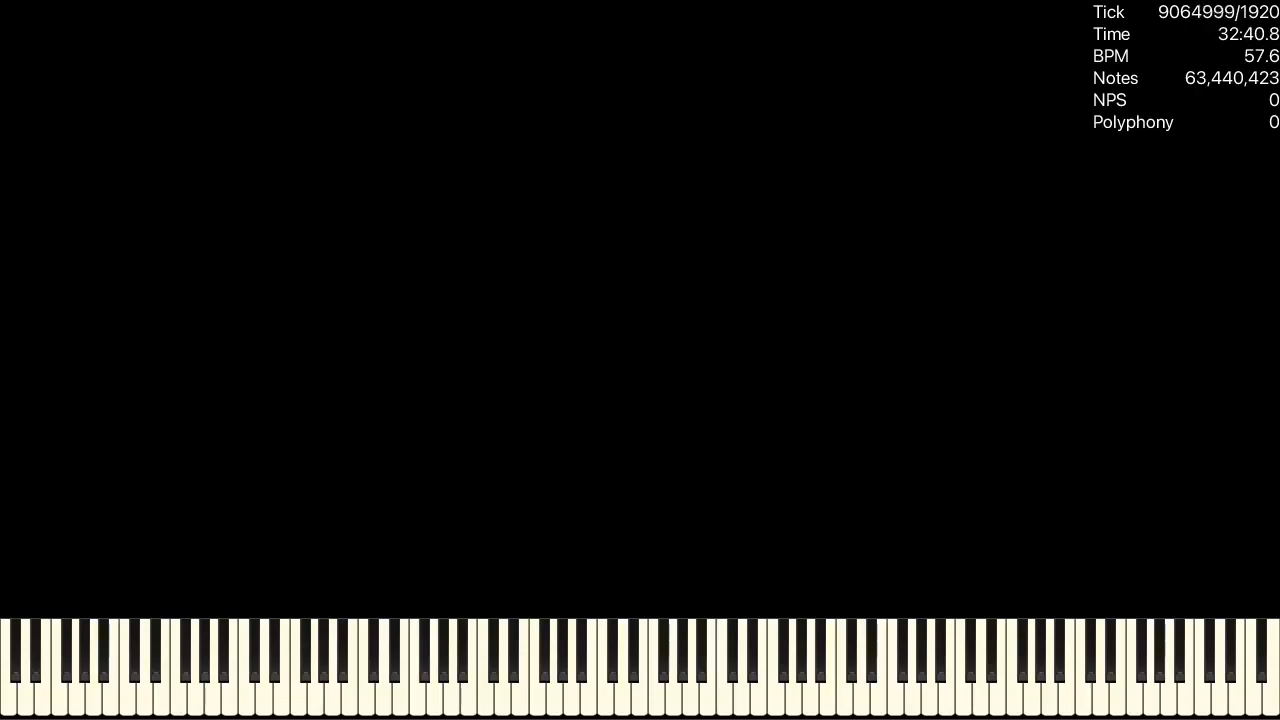 Tick 9064999/1920
Time 32:40.8
BPM 57.6
Notes 63,440,423
NPS 0
Polyphony 0